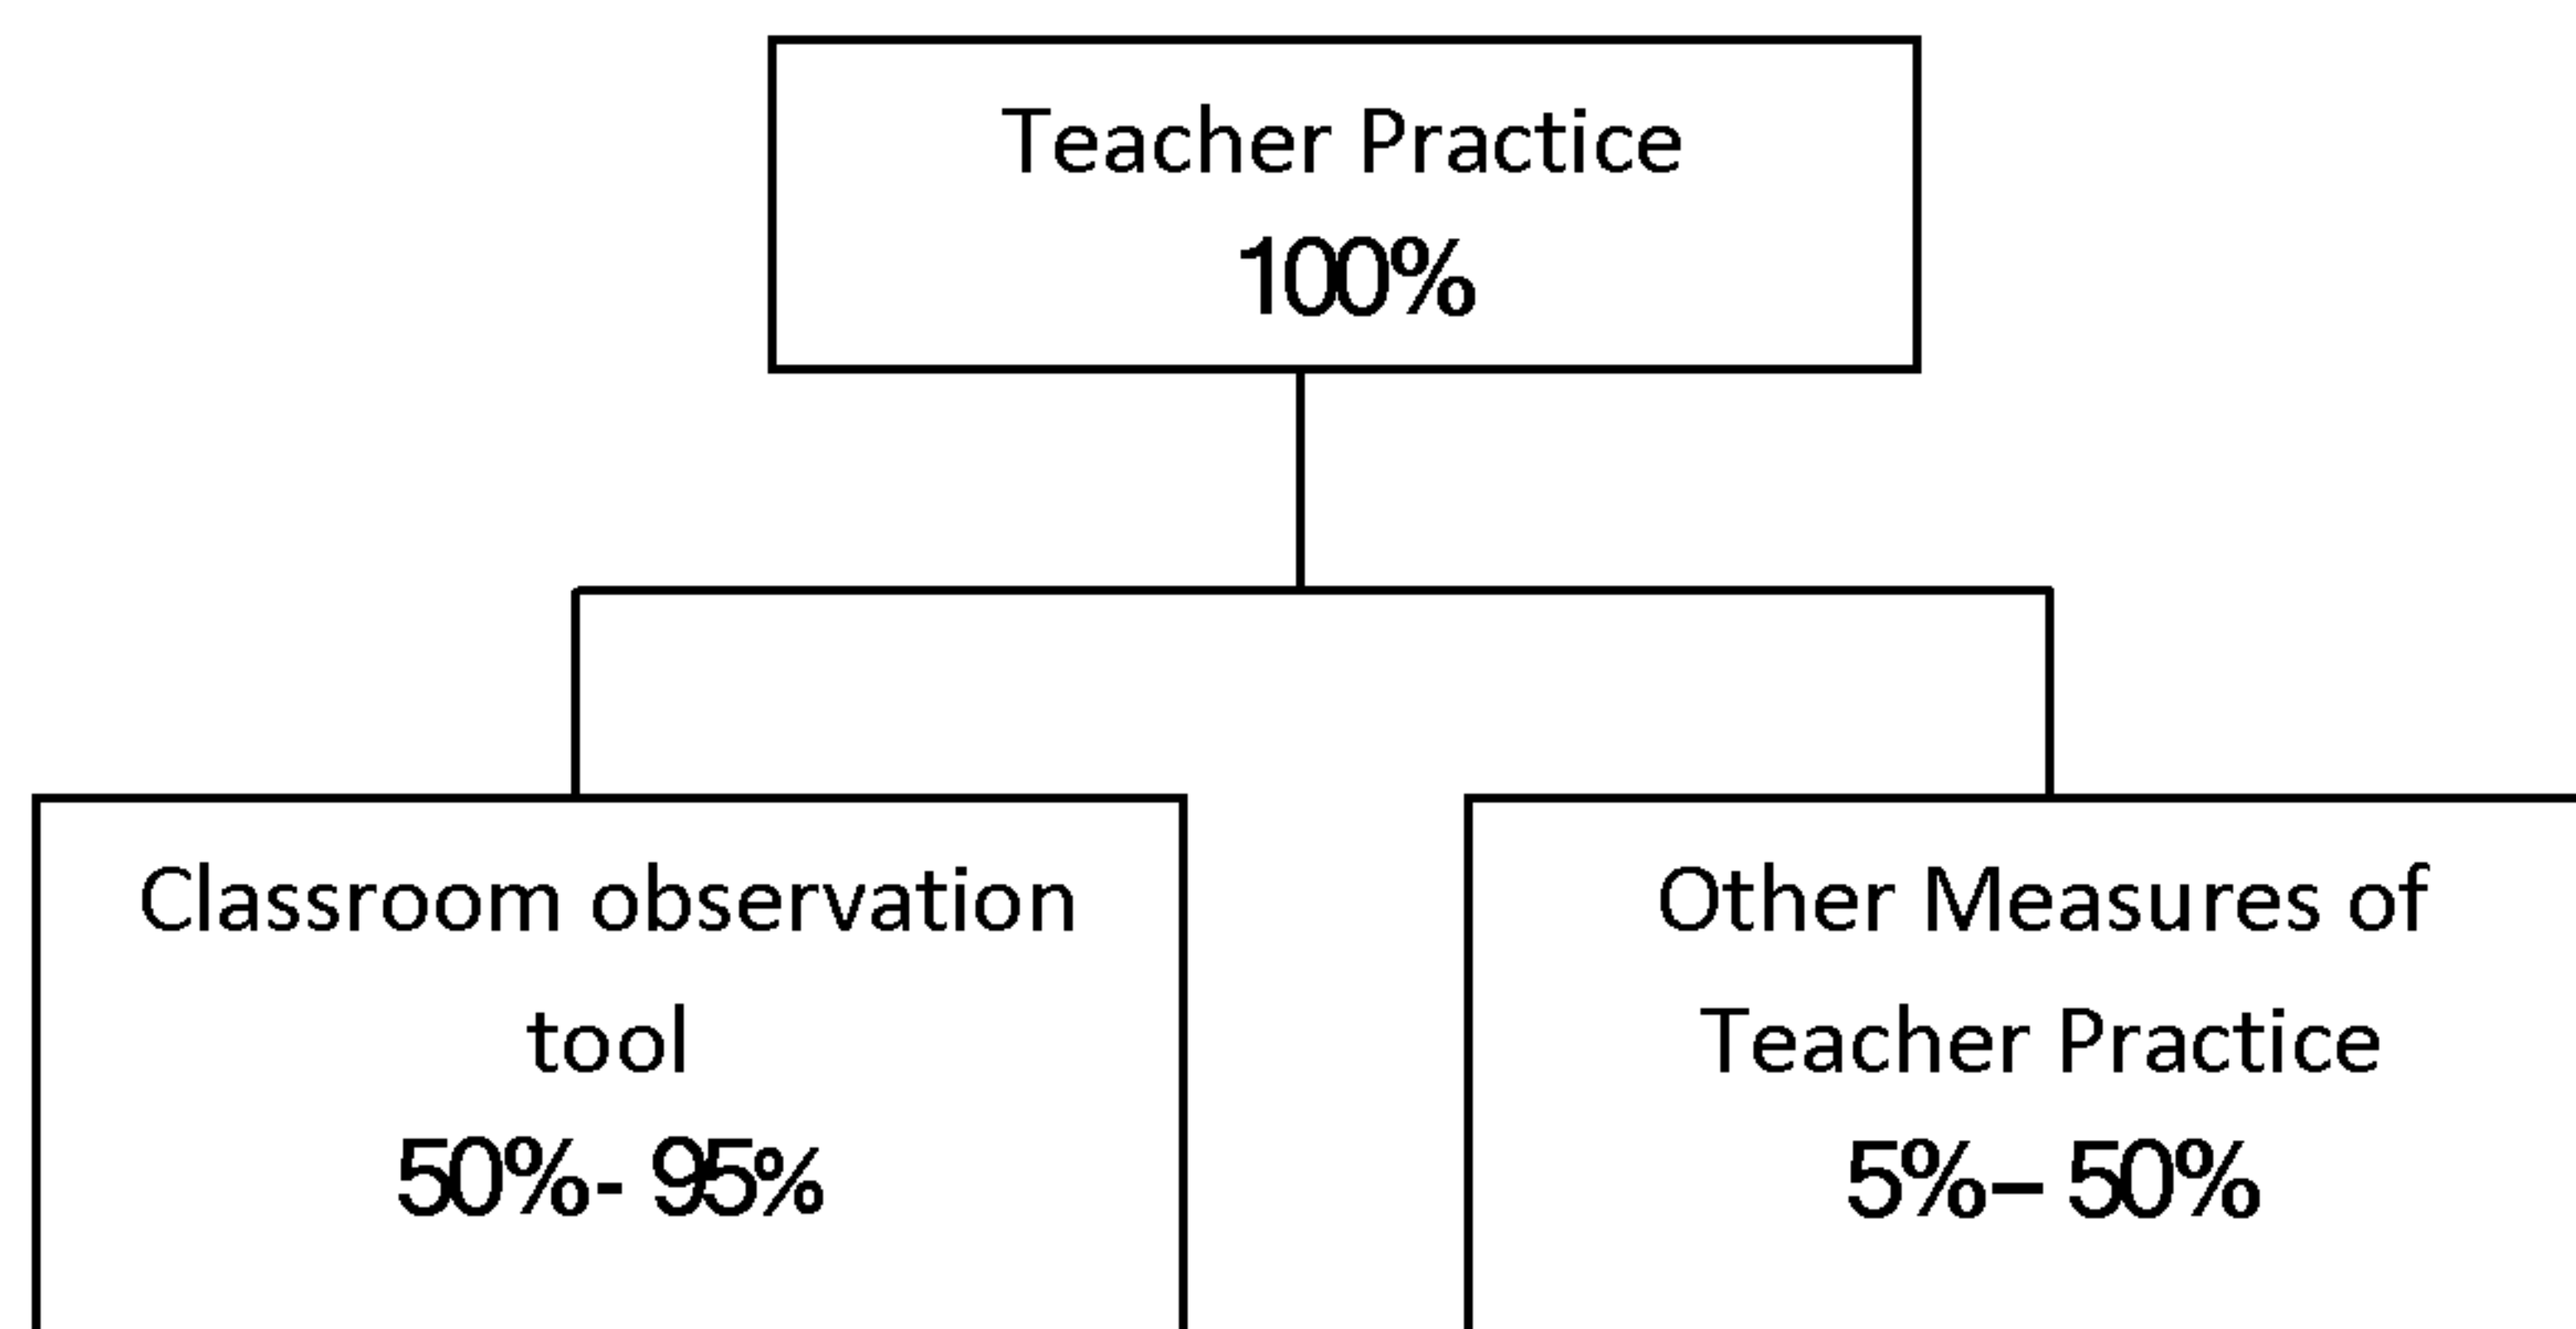 Teacher Practice
100%
Classroom observation
tool
50%- 95%
Other Measures of
Teacher Practice
5%– 50%